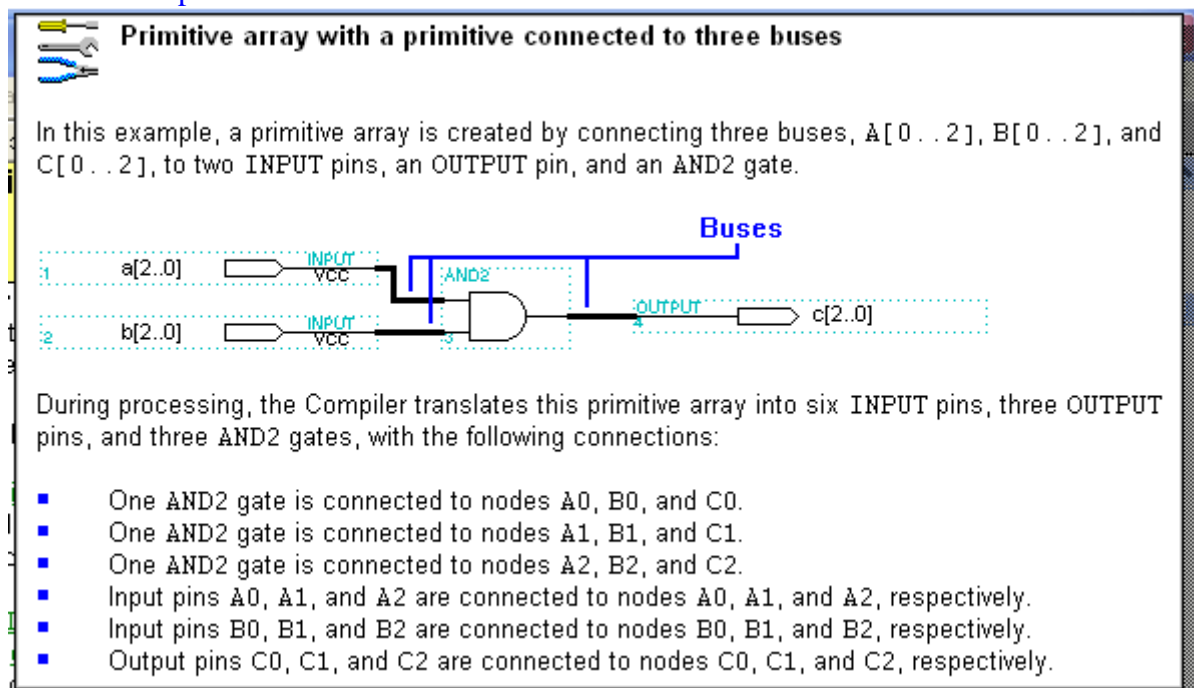 Primitive array with a primitive connected to three buses
In this example, a primitive array is created by connecting three buses, A[0..2], B[0..2], and
C[0..2], to two INPUT pins, an OUTPUT pin, and an AND2 gate.
Buses
1 a[2..0] INPUT VCC
AND2
OUTPUT
4 c[2..0]
2 b[2..0] INPUT VCC
3
During processing, the Compiler translates this primitive array into six INPUT pins, three OUTPUT
pins, and three AND2 gates, with the following connections:
One AND2 gate is connected to nodes A0, B0, and C0.
One AND2 gate is connected to nodes A1, B1, and C1.
One AND2 gate is connected to nodes A2, B2, and C2.
Input pins A0, A1, and A2 are connected to nodes A0, A1, and A2, respectively.
Input pins B0, B1, and B2 are connected to nodes B0, B1, and B2, respectively.
Output pins C0, C1, and C2 are connected to nodes C0, C1, and C2, respectively.